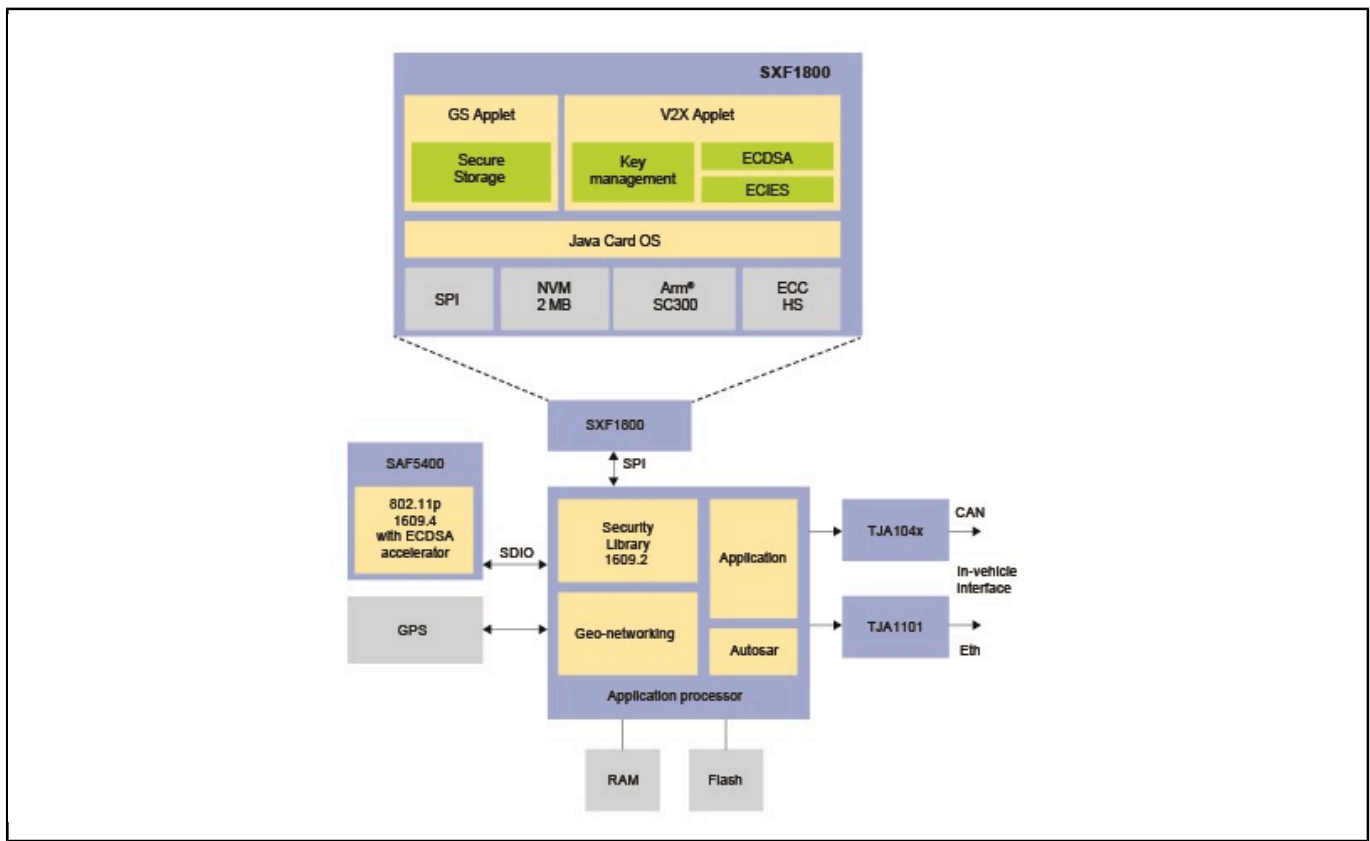 SXF1800
GS Applet
Secure
Storage
V2X Applet
Key
management
ECDSA
ECIES
Java Card OS
SPI
NVM
2 MB
Arm®
SC300
ECC
HS
SXF1800
SPI
SAF5400
802.11p
1609.4
with ECDSA
accelerator
SDIO
GPS
Security
Library
1609.2
Application
Geo-networking
Autosar
Application processor
TJA104x
CAN
In-vehicle
Interface
TJA1101
Eth
RAM
Flash